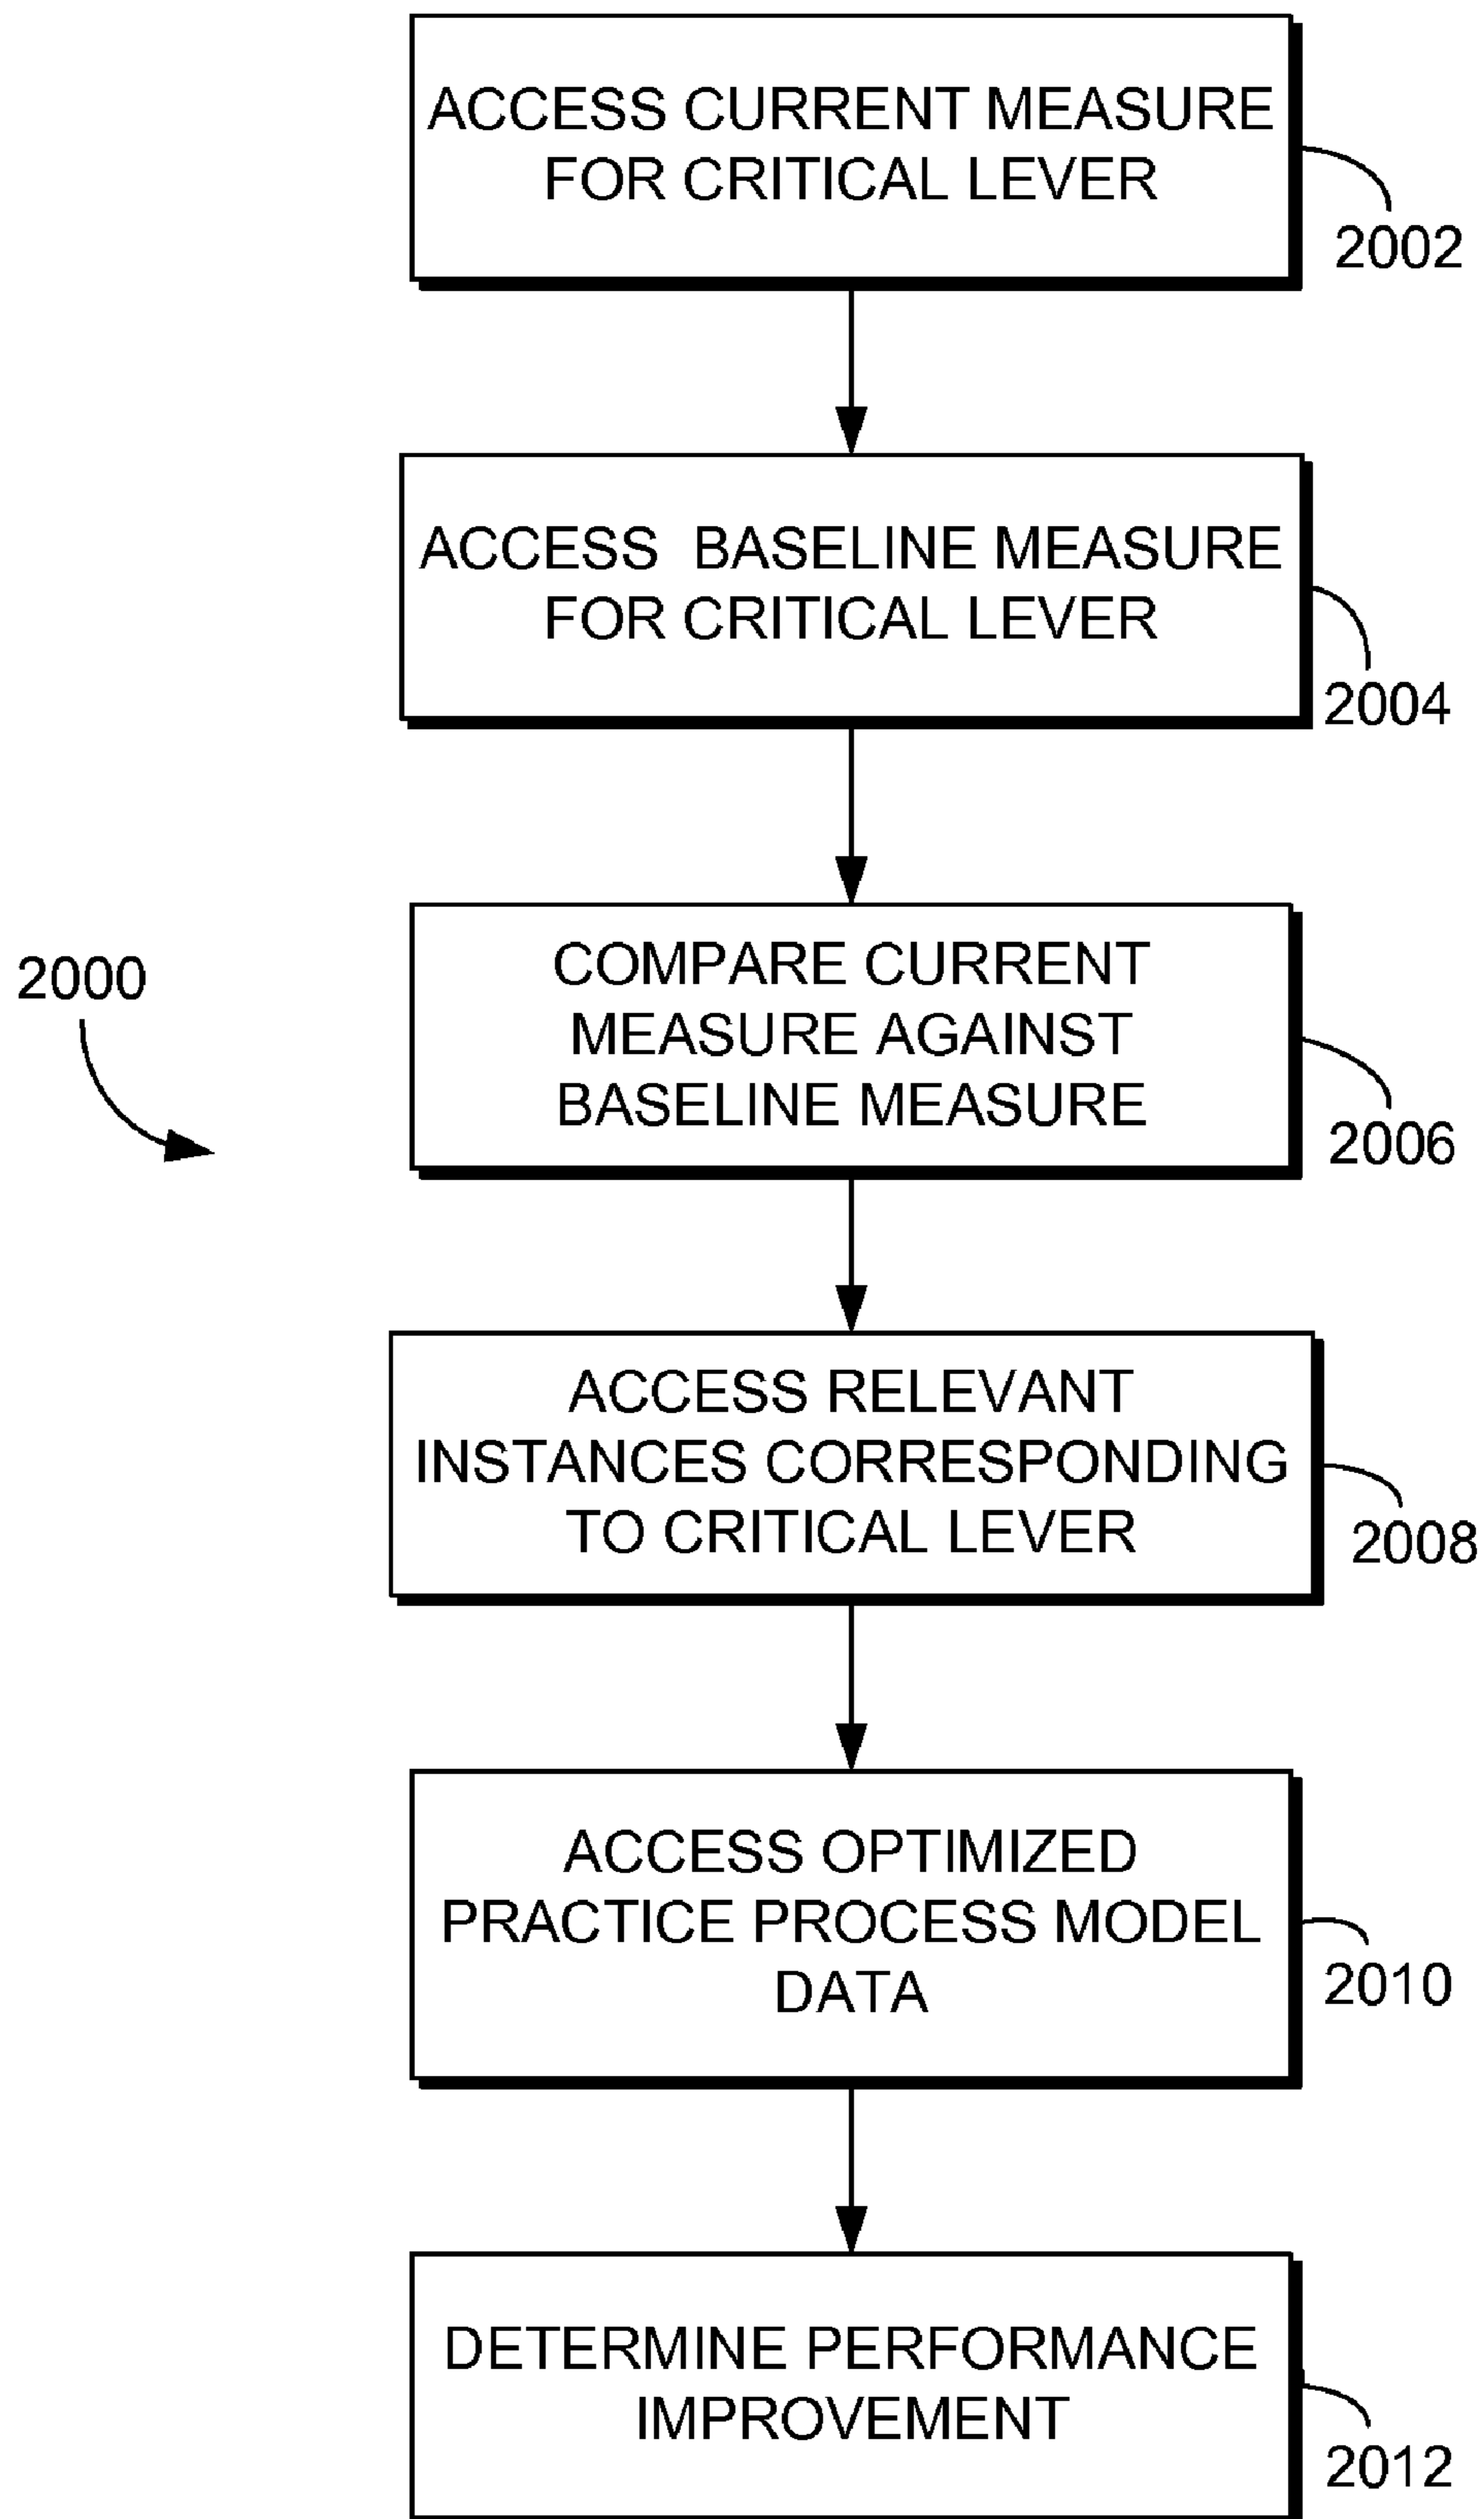 ACCESS CURRENT MEASURE
FOR CRITICAL LEVER
2002
ACCESS BASELINE MEASURE
FOR CRITICAL LEVER
2004
2000
COMPARE CURRENT
MEASURE AGAINST
BASELINE MEASURE
2006
ACCESS RELEVANT
INSTANCES CORRESPONDING
TO CRITICAL LEVER
2008
ACCESS OPTIMIZED
PRACTICE PROCESS MODEL
DATA
2010
DETERMINE PERFORMANCE
IMPROVEMENT
2012